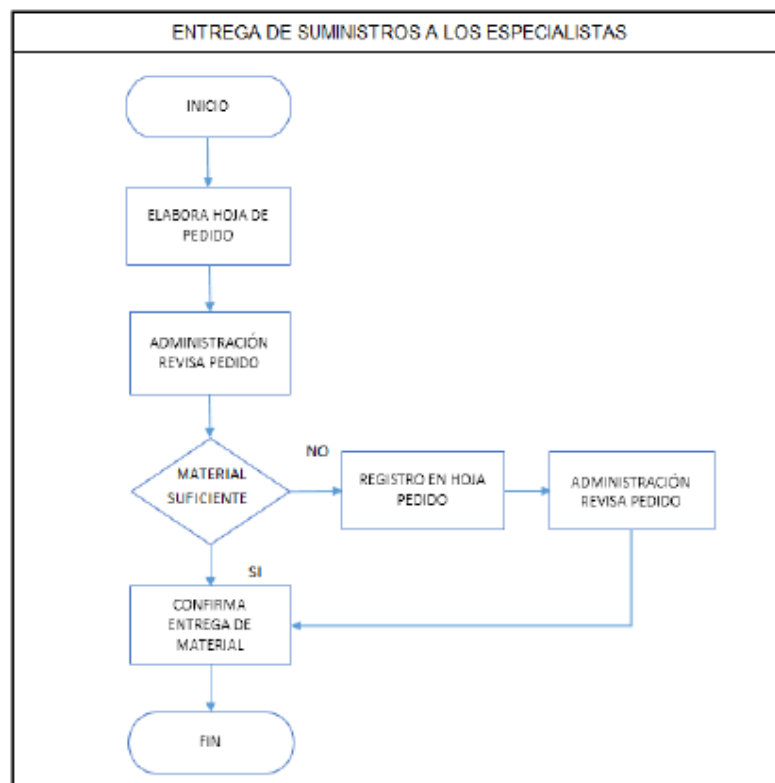 ENTREGA DE SUMINISTROS A LOS ESPECIALISTAS
INICIO
ELABORA HOJA DE
PEDIDO
ADMINISTRACIÓN
REVISA PEDIDO
MATERIAL
SUFICIENTE
NO
REGISTRO EN HOJA
PEDIDO
ADMINISTRACIÓN
REVISA PEDIDO
SI
CONFIRMA
ENTREGA DE
MATERIAL
FIN